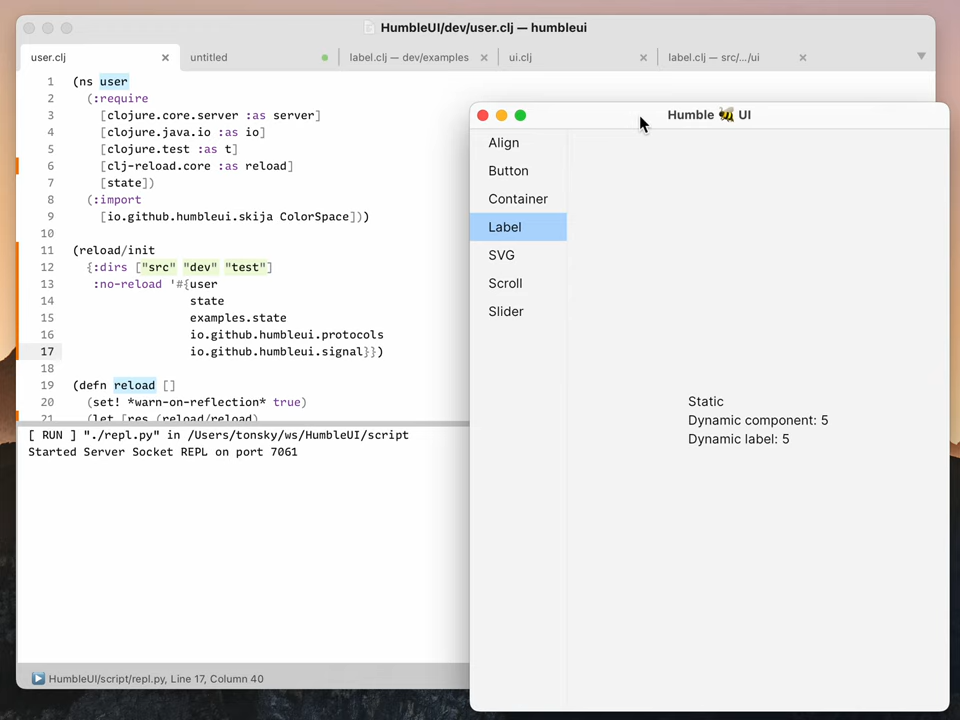 HumbleUI/dev/user.clj — humbleui
user.clj
untitled
label.clj — dev/examples
ui.clj
label.clj — src/.../ui
1 (ns user
2 (:require
3 [clojure.core.server :as server]
4 [clojure.java.io :as io]
5 [clojure.test :as t]
6 [clj-reload.core :as reload]
7 [state])
8 (:import
9 [io.github.humbleui.skija ColorSpace]))
10
11 (reload/init
12 {:dirs ["src" "dev" "test"]
13 :no-reload '#{user
14 state
15 examples.state
16 io.github.humbleui.protocols
17 io.github.humbleui.signal}})
18
19 (defn reload []
20 (set! *warn-on-reflection* true)
21 (let [res (reload/reload)
[ RUN ] "./repl.py" in /Users/tonsky/ws/HumbleUI/script
Started Server Socket REPL on port 7061
HumbleUI/script/repl.py, Line 17, Column 40
Humble 🐝 UI
Align
Button
Container
Label
SVG
Scroll
Slider
Static
Dynamic component: 5
Dynamic label: 5